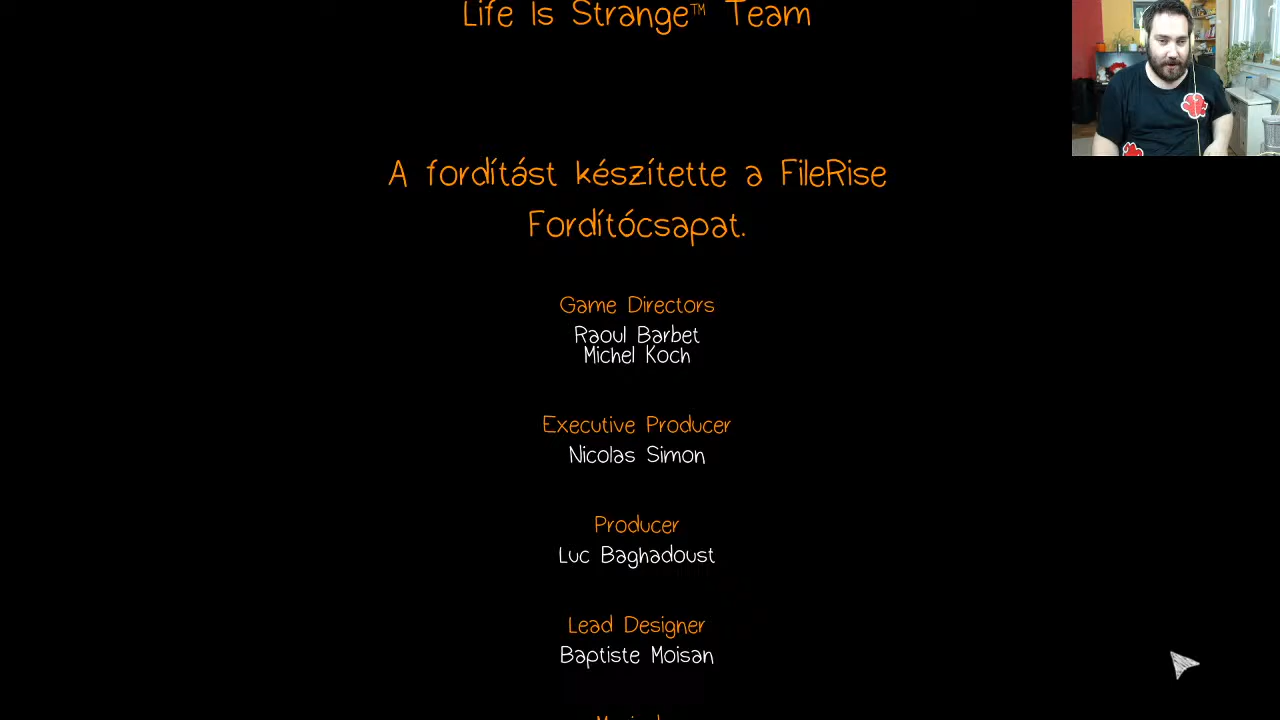 Life Is Strange™ Team
A fordítást készítette a FileRise
Fordítócsapat.
Game Directors
Raoul Barbet
Michel Koch
Executive Producer
Nicolas Simon
Producer
Luc Baghadoust
Lead Designer
Baptiste Moisan